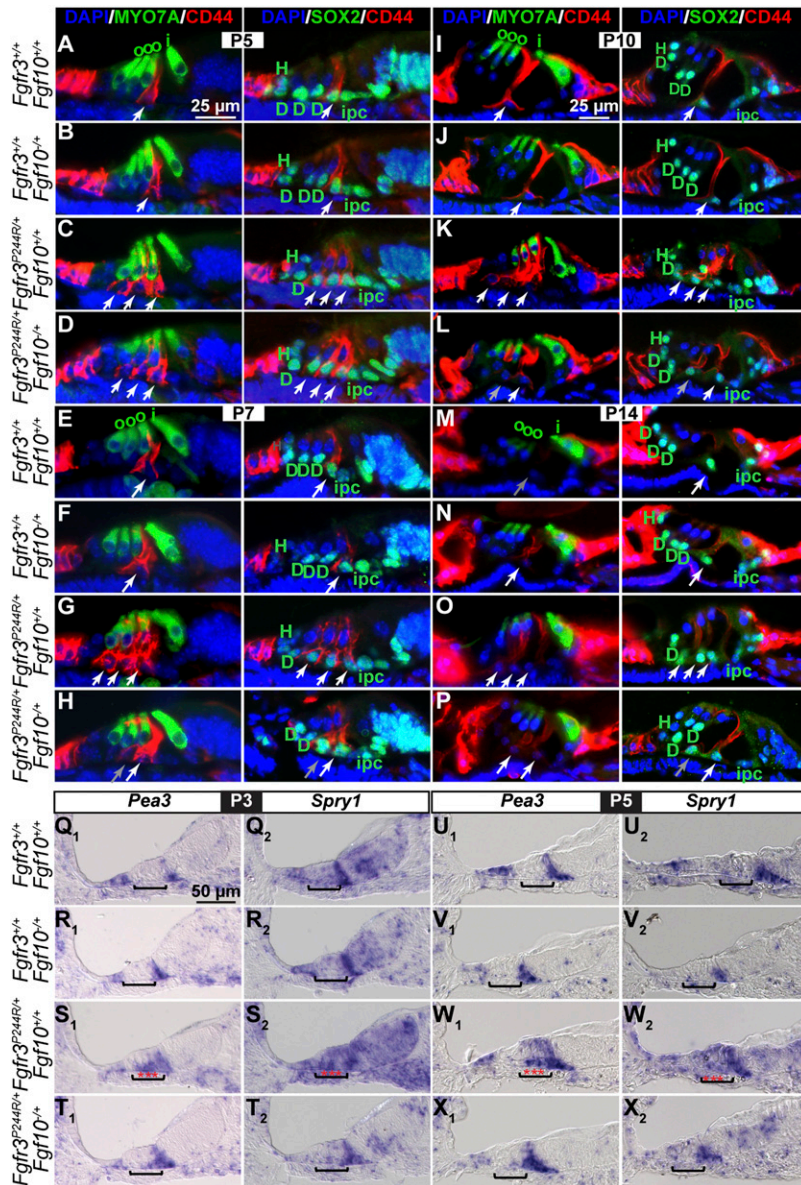 DAPI/MYO7A/CD44 DAPI/SOX2/CD44 DAPI/MYO7A/CD44 DAPI/SOX2/CD44
Fgfr3+/+ Fgf10+/+
A ooo i P5 25 µm H D D D ipc I ooo i P10 25 µm H D DD ipc
Fgfr3+/+ Fgf10-/+
B H D DD ipc J H D D D ipc
Fgfr3P244R/+ Fgf10+/+
C H D ipc K H D ipc
Fgfr3P244R/+ Fgf10-/+
D H D ipc L H D ipc
Fgfr3+/+ Fgf10+/+
E ooo i P7 DDD ipc M ooo i P14 D D D ipc
Fgfr3+/+ Fgf10-/+
F H DDD ipc N H D D D ipc
Fgfr3P244R/+ Fgf10+/+
G H D ipc O H D ipc
Fgfr3P244R/+ Fgf10-/+
H D D ipc P H D D ipc
Pea3 P3 Spry1 Pea3 P5 Spry1
Fgfr3+/+ Fgf10+/+
Q1 50 µm Q2 U1 U2
Fgfr3+/+ Fgf10-/+
R1 R2 V1 V2
Fgfr3P244R/+ Fgf10+/+
S1 *** S2 *** W1 *** W2 ***
Fgfr3P244R/+ Fgf10-/+
T1 T2 X1 X2